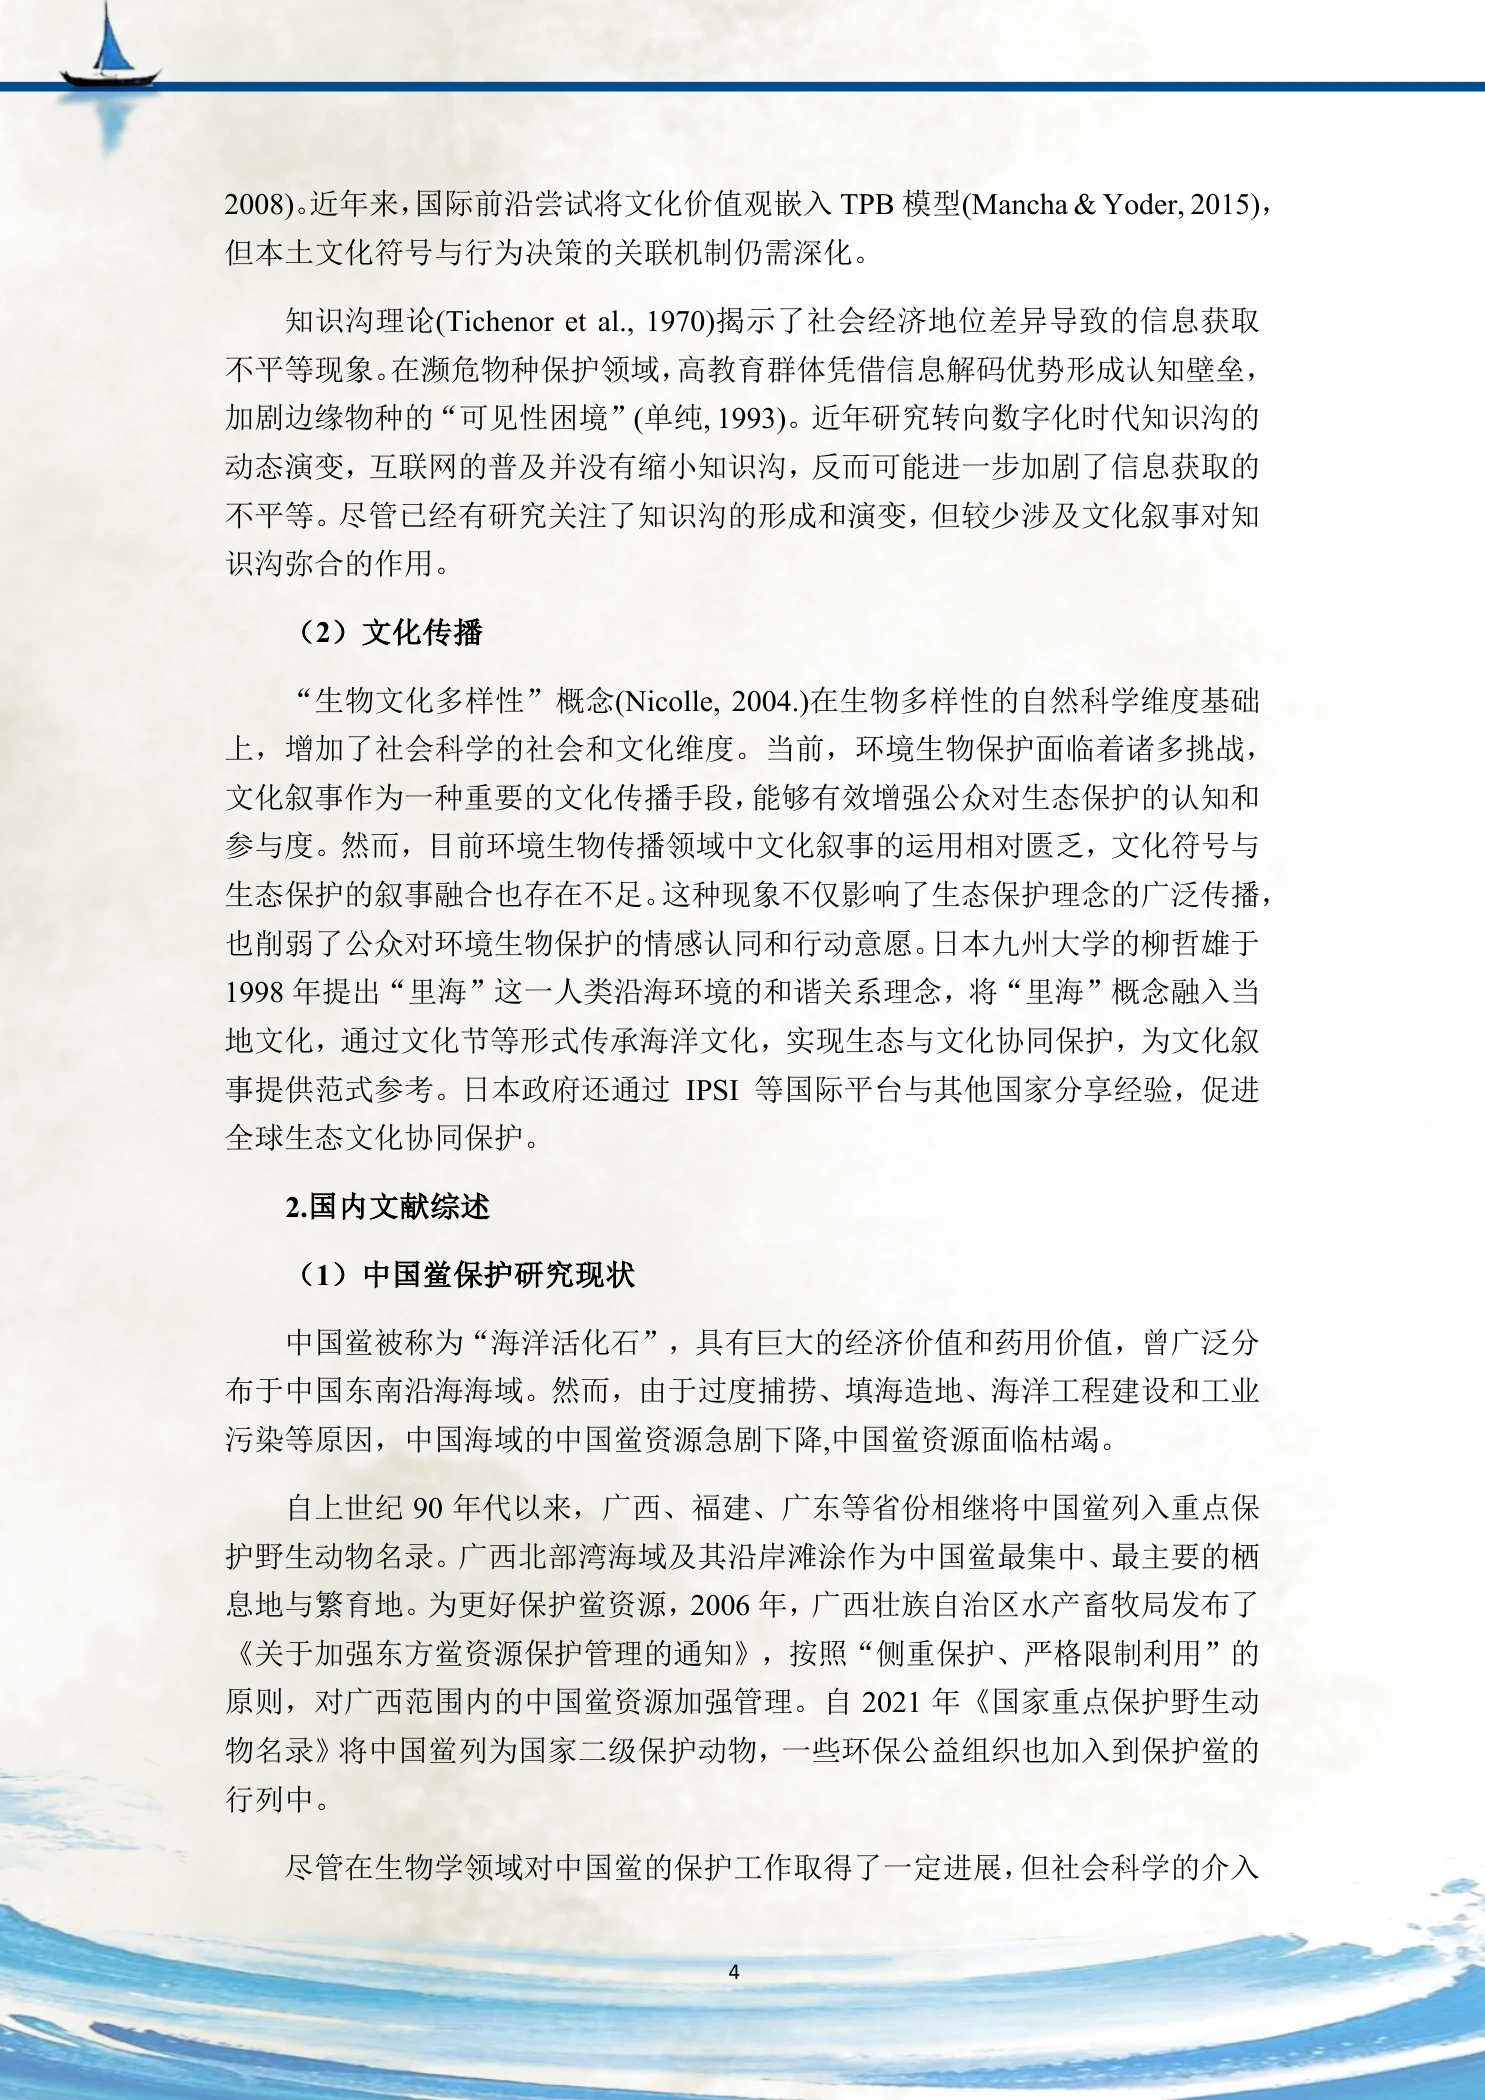 2008)。近年来，国际前沿尝试将文化价值观嵌入 TPB 模型(Mancha & Yoder, 2015)，
但本土文化符号与行为决策的关联机制仍需深化。
知识沟理论(Tichenor et al., 1970)揭示了社会经济地位差异导致的信息获取
不平等现象。在濒危物种保护领域，高教育群体凭借信息解码优势形成认知壁垒，
加剧边缘物种的“可见性困境”(单纯, 1993)。近年研究转向数字化时代知识沟的
动态演变，互联网的普及并没有缩小知识沟，反而可能进一步加剧了信息获取的
不平等。尽管已经有研究关注了知识沟的形成和演变，但较少涉及文化叙事对知
识沟弥合的作用。
（2）文化传播
“生物文化多样性”概念(Nicolle, 2004.)在生物多样性的自然科学维度基础
上，增加了社会科学的社会和文化维度。当前，环境生物保护面临着诸多挑战，
文化叙事作为一种重要的文化传播手段，能够有效增强公众对生态保护的认知和
参与度。然而，目前环境生物传播领域中文化叙事的运用相对匮乏，文化符号与
生态保护的叙事融合也存在不足。这种现象不仅影响了生态保护理念的广泛传播，
也削弱了公众对环境生物保护的情感认同和行动意愿。日本九州大学的柳哲雄于
1998 年提出“里海”这一人类沿海环境的和谐关系理念，将“里海”概念融入当
地文化，通过文化节等形式传承海洋文化，实现生态与文化协同保护，为文化叙
事提供范式参考。日本政府还通过 IPSI 等国际平台与其他国家分享经验，促进
全球生态文化协同保护。
2.国内文献综述
（1）中国鲎保护研究现状
中国鲎被称为“海洋活化石”，具有巨大的经济价值和药用价值，曾广泛分
布于中国东南沿海海域。然而，由于过度捕捞、填海造地、海洋工程建设和工业
污染等原因，中国海域的中国鲎资源急剧下降,中国鲎资源面临枯竭。
自上世纪 90 年代以来，广西、福建、广东等省份相继将中国鲎列入重点保
护野生动物名录。广西北部湾海域及其沿岸滩涂作为中国鲎最集中、最主要的栖
息地与繁育地。为更好保护鲎资源，2006 年，广西壮族自治区水产畜牧局发布了
《关于加强东方鲎资源保护管理的通知》，按照“侧重保护、严格限制利用”的
原则，对广西范围内的中国鲎资源加强管理。自 2021 年《国家重点保护野生动
物名录》将中国鲎列为国家二级保护动物，一些环保公益组织也加入到保护鲎的
行列中。
尽管在生物学领域对中国鲎的保护工作取得了一定进展，但社会科学的介入
4